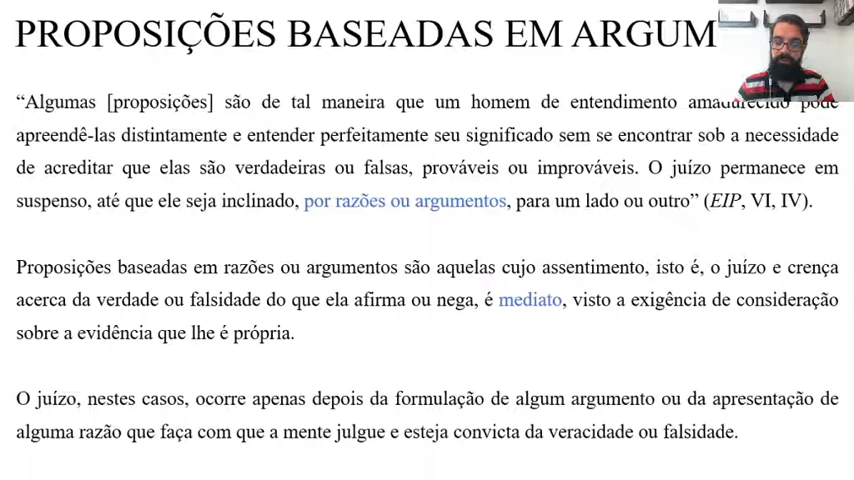 PROPOSIÇÕES BASEADAS EM ARGUM
“Algumas [proposições] são de tal maneira que um homem de entendimento amadurecido pode
apreendê-las distintamente e entender perfeitamente seu significado sem se encontrar sob a necessidade
de acreditar que elas são verdadeiras ou falsas, prováveis ou improváveis. O juízo permanece em
suspenso, até que ele seja inclinado, por razões ou argumentos, para um lado ou outro” (EIP, VI, IV).
Proposições baseadas em razões ou argumentos são aquelas cujo assentimento, isto é, o juízo e crença
acerca da verdade ou falsidade do que ela afirma ou nega, é mediato, visto a exigência de consideração
sobre a evidência que lhe é própria.
O juízo, nestes casos, ocorre apenas depois da formulação de algum argumento ou da apresentação de
alguma razão que faça com que a mente julgue e esteja convicta da veracidade ou falsidade.